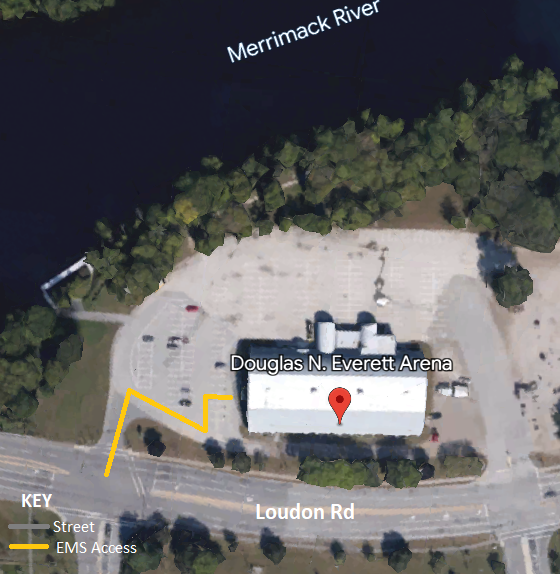 Merrimack River
Douglas N. Everett Arena
Loudon Rd
KEY
Street
EMS Access